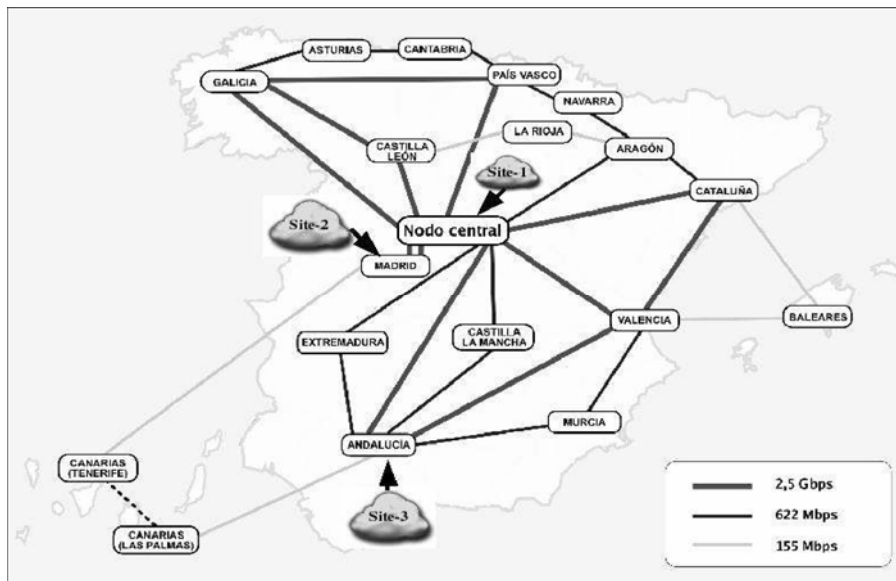 ASTURIAS
CANTABRIA
GALICIA
PAÍS VASCO
NAVARRA
LA RIOJA
CASTILLA
LEÓN
ARAGÓN
Site-1
CATALUÑA
Site-2
Nodo central
MADRID
EXTREMADURA
CASTILLA
LA MANCHA
VALENCIA
BALEARES
MURCIA
ANDALUCÍA
CANARIAS
(TENERIFE)
CANARIAS
(LAS PALMAS)
Site-3
2,5 Gbps
622 Mbps
155 Mbps